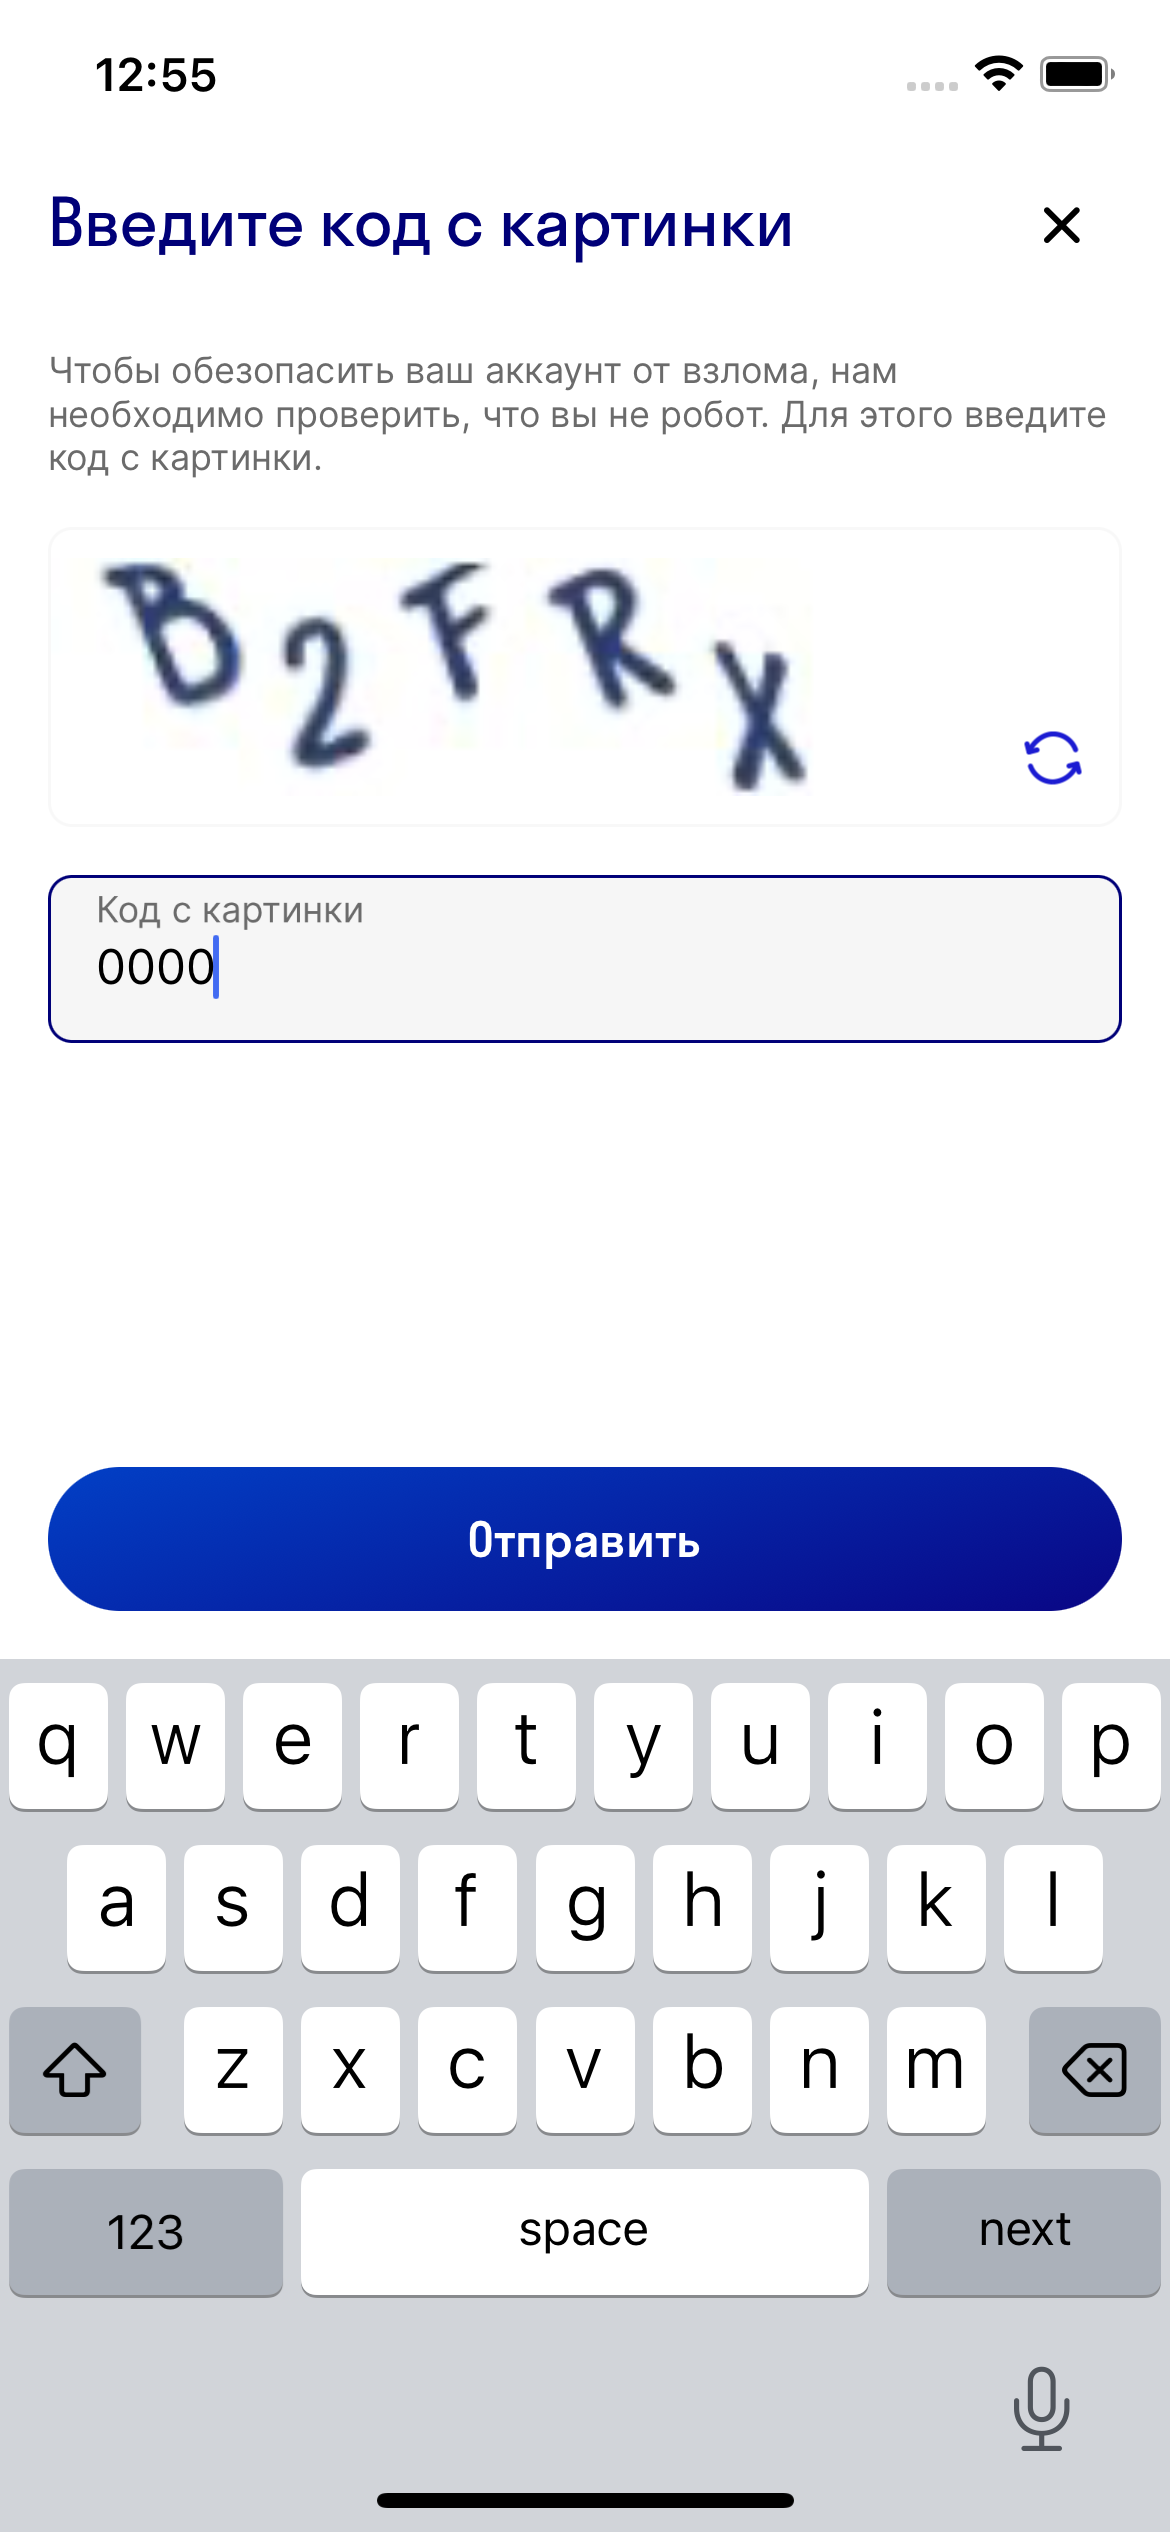 12:55
Введите код с картинки
Чтобы обезопасить ваш аккаунт от взлома, нам
необходимо проверить, что вы не робот. Для этого введите
код с картинки.
B2FRX
Код с картинки
0000
Отправить
q w e r t y u i o p
a s d f g h j k l
z x c v b n m
123 space next